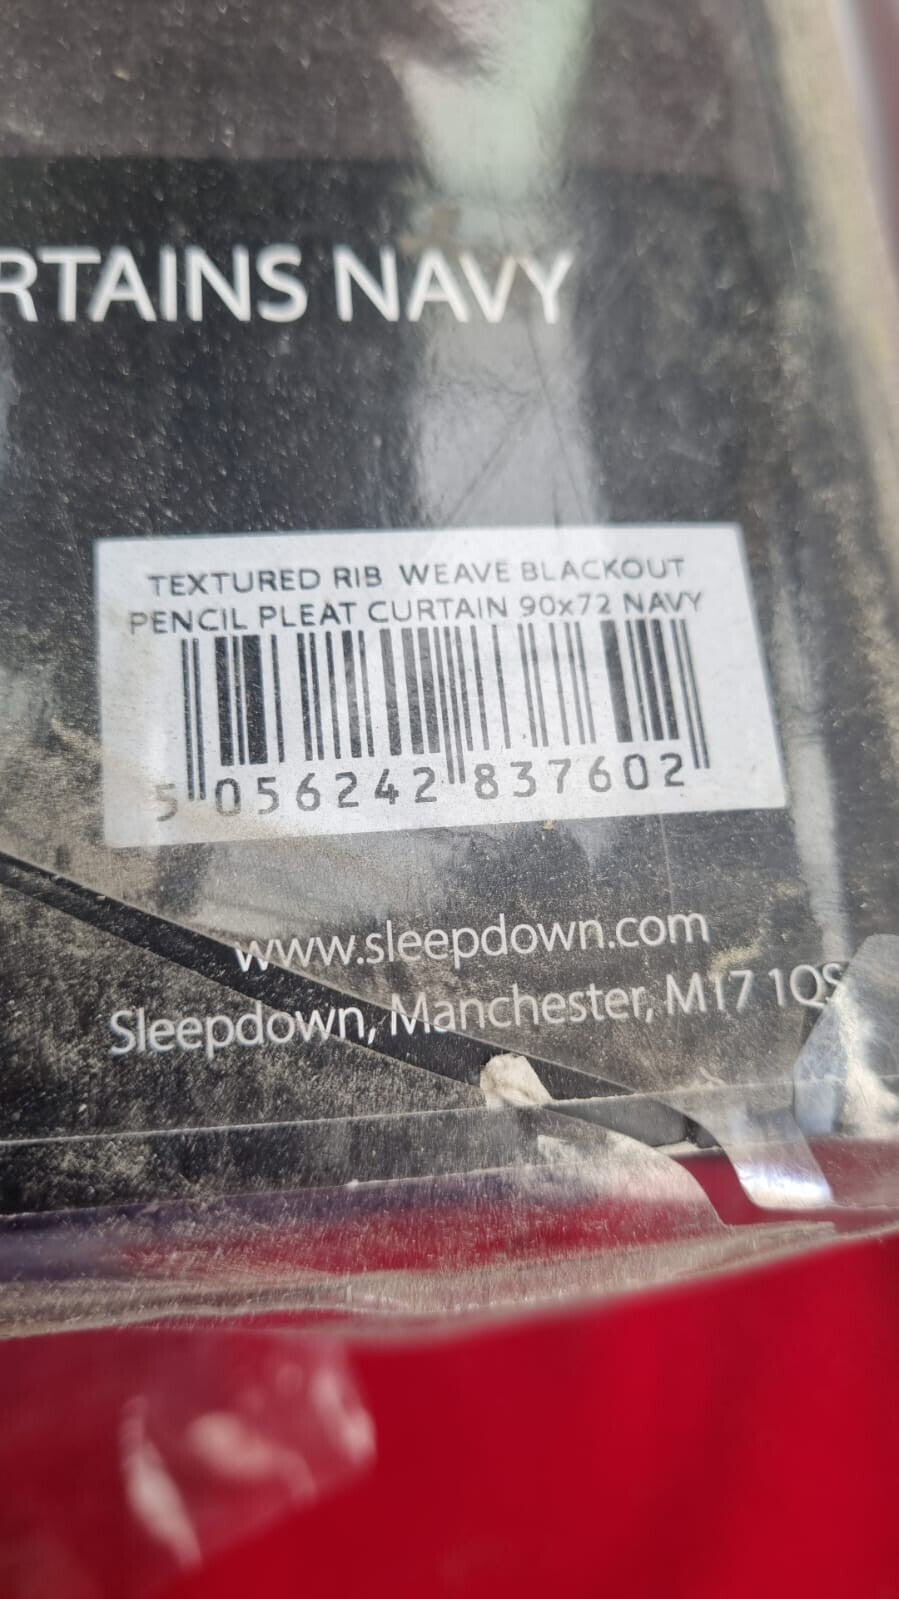 RTAINS NAVY
TEXTURED RIB WEAVE BLACKOUT
PENCIL PLEAT CURTAIN 90x72 NAVY
5 056242 837602
www.sleepdown.com
Sleepdown, Manchester, M17 1QS